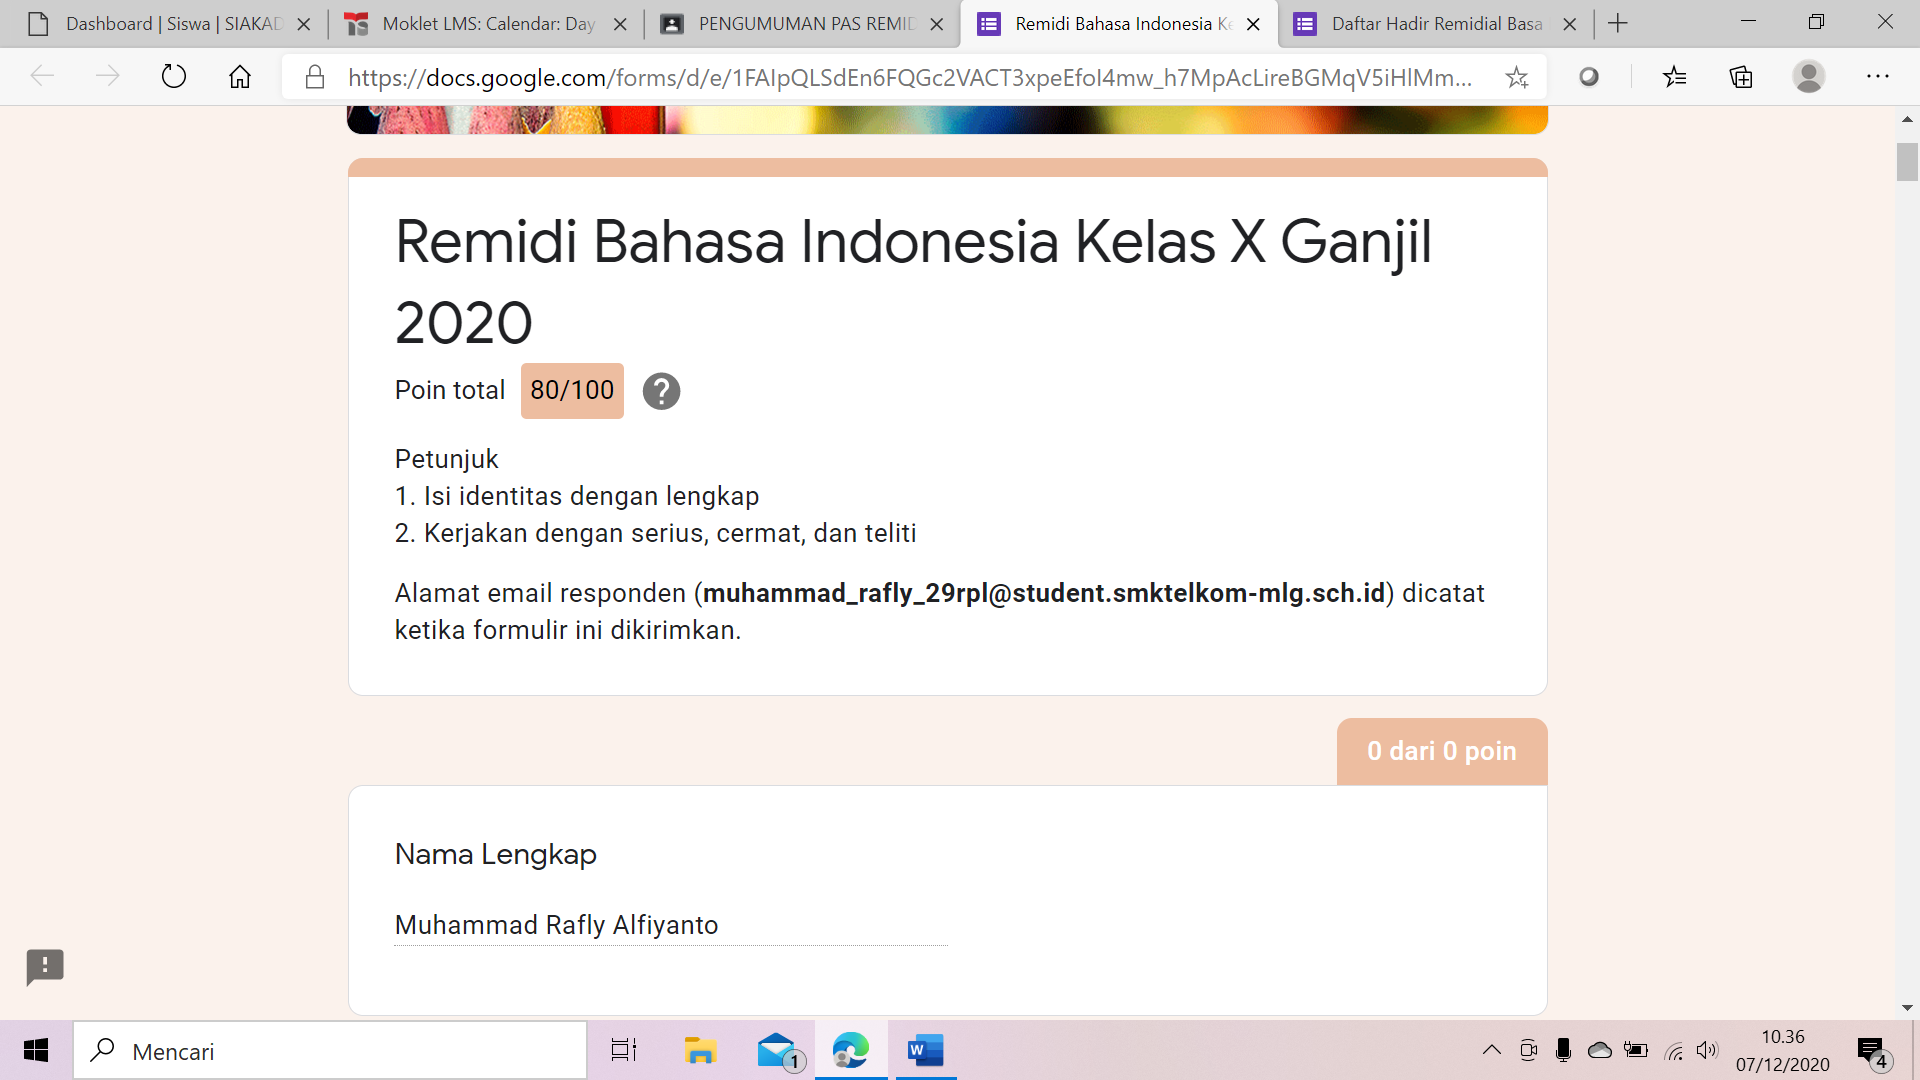 Dashboard | Siswa | SIAKAD
Moklet LMS: Calendar: Day
PENGUMUMAN PAS REMID
Remidi Bahasa Indonesia Ke
Daftar Hadir Remidial Basa
https://docs.google.com/forms/d/e/1FAIpQLSdEn6FQGc2VACT3xpeEfoI4mw_h7MpAcLireBGMqV5iHlMm...
Remidi Bahasa Indonesia Kelas X Ganjil
2020
Poin total 80/100 ?
Petunjuk
1. Isi identitas dengan lengkap
2. Kerjakan dengan serius, cermat, dan teliti
Alamat email responden (muhammad_rafly_29rpl@student.smktelkom-mlg.sch.id) dicatat
ketika formulir ini dikirimkan.
0 dari 0 poin
Nama Lengkap
Muhammad Rafly Alfiyanto
Mencari
1
W
10.36
07/12/2020
4